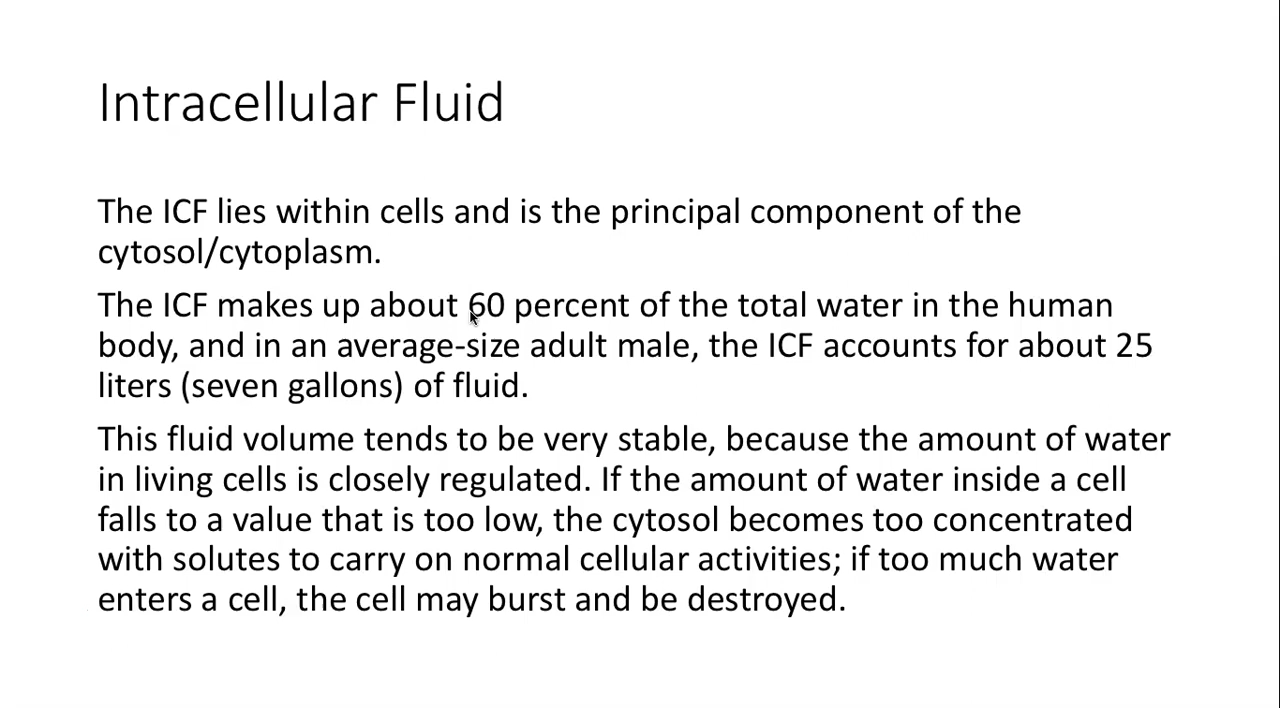 Intracellular Fluid
The ICF lies within cells and is the principal component of the
cytosol/cytoplasm.
The ICF makes up about 60 percent of the total water in the human
body, and in an average-size adult male, the ICF accounts for about 25
liters (seven gallons) of fluid.
This fluid volume tends to be very stable, because the amount of water
in living cells is closely regulated. If the amount of water inside a cell
falls to a value that is too low, the cytosol becomes too concentrated
with solutes to carry on normal cellular activities; if too much water
enters a cell, the cell may burst and be destroyed.